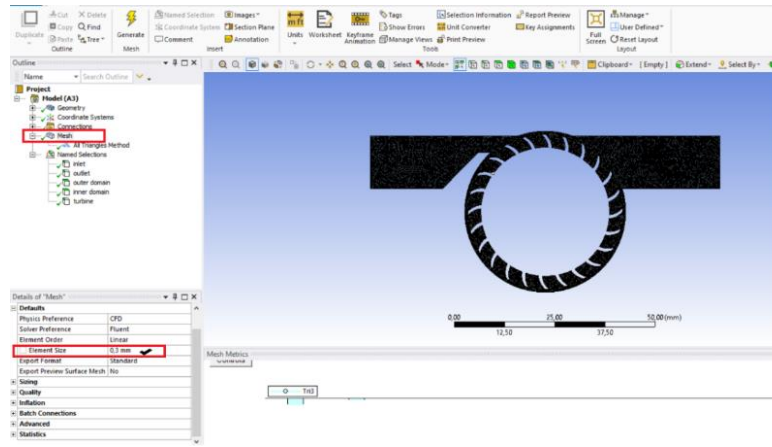 Cut
X Delete
Copy
Find
Duplicate
Paste
Tree
Outline
Generate
Mesh
Named Selection
Coordinate System
Comment
Images
Section Plane
Annotation
Insert
Units
Worksheet
Keyframe
Animation
Tags
Show Errors
Manage Views
Selection Information
Unit Converter
Print Preview
Report Preview
Key Assignments
Tools
Full
Screen
Manage
User Defined
Reset Layout
Layout
Outline
Name
Search Outline
Select
Mode
Clipboard
[ Empty ]
Extend
Select By
Project
Model (A3)
Geometry
Coordinate Systems
Connections
Mesh
All Triangles Method
Named Selections
inlet
outlet
outer domain
inner domain
turbine
Details of "Mesh"
Defaults
Physics Preference CFD
Solver Preference Fluent
Element Order Linear
Element Size 0,3 mm
Export Format Standard
Export Preview Surface Mesh No
Sizing
Quality
Inflation
Batch Connections
Advanced
Statistics
0,00 25,00 50,00 (mm)
12,50 37,50
Mesh Metrics
Controls
Tri3